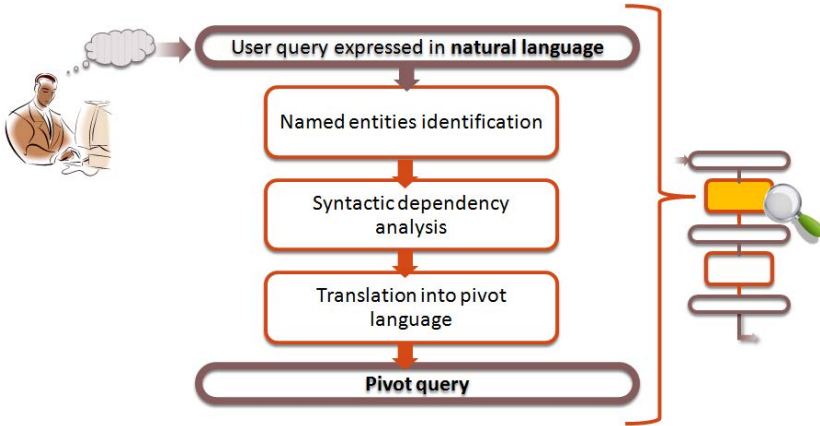 User query expressed in natural language
Named entities identification
Syntactic dependency
analysis
Translation into pivot
language
Pivot query